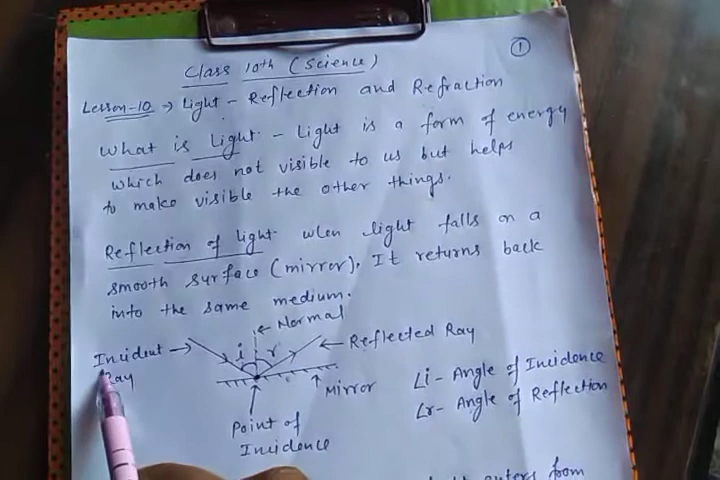 ①
Class 10th (Science)
Lesson-10 → Light - Reflection and Refraction
What is Light - Light is a form of energy
which does not visible to us but helps
to make visible the other things.
Reflection of light - when light falls on a
smooth surface (mirror). It returns back
into the same medium.
← Normal
Incident → i r ← Reflected Ray
Ray
Mirror
∠i - Angle of Incidence
∠r - Angle of Reflection
Point of
Incidence
enters from